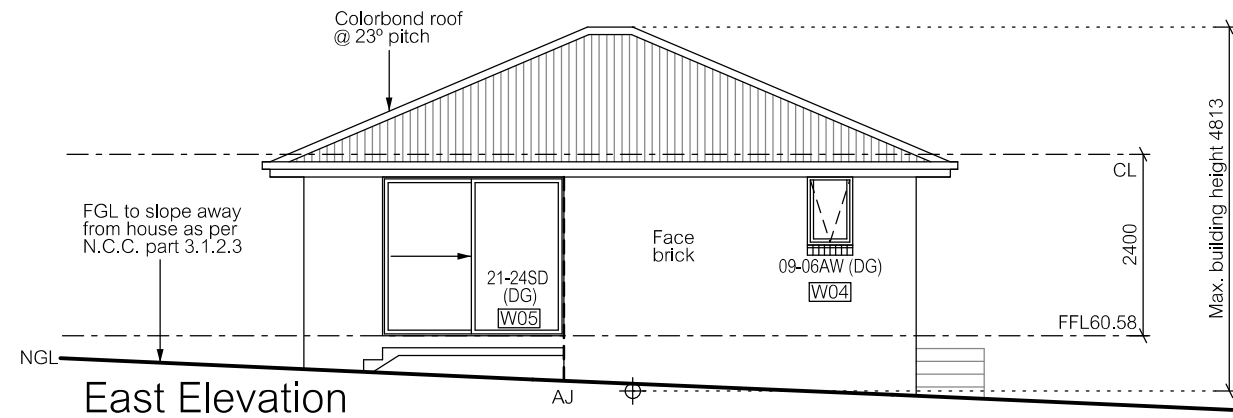 Colorbond roof
@ 23º pitch
Max. building height 4813
CL
FGL to slope away
from house as per
N.C.C. part 3.1.2.3
Face
brick
2400
09-06AW (DG)
W04
21-24SD
(DG)
W05
FFL60.58
NGL
East Elevation
AJ